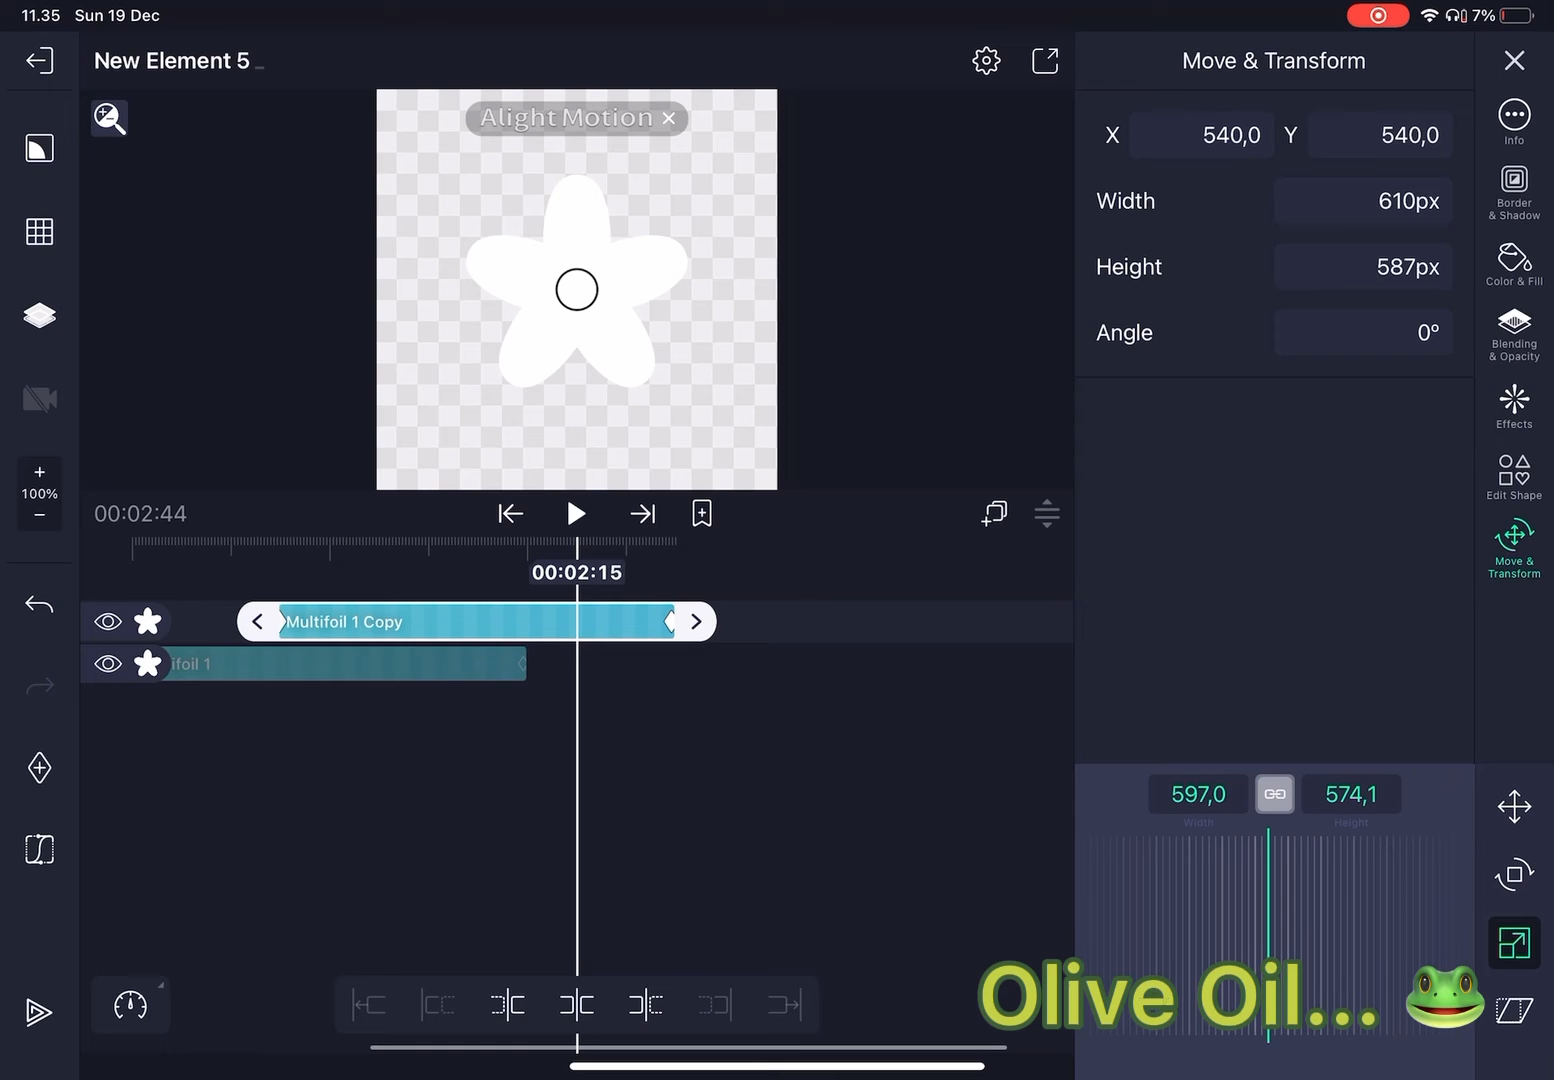 11.35 Sun 19 Dec
7%
New Element 5
Move & Transform
Alight Motion
X 540,0 Y 540,0
Info
Width 610px
Border
& Shadow
Height 587px
Color & Fill
Angle 0°
Blending
& Opacity
Effects
+
100%
−
Edit Shape
00:02:44
Move &
Transform
00:02:15
Multifoil 1 Copy
ifoil 1
597,0 574,1
Width Height
Olive Oil... 🐸